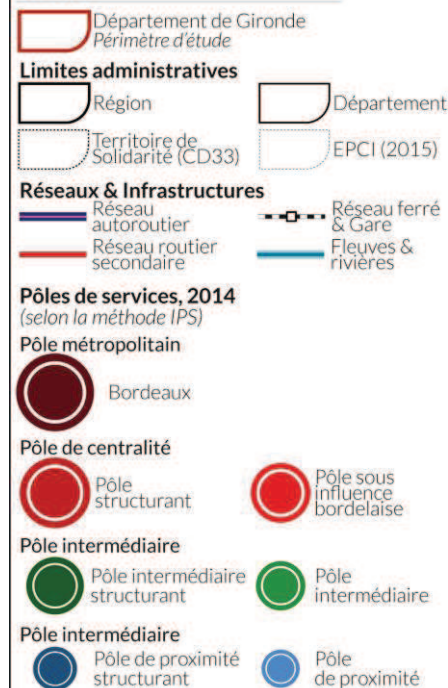 Département de Gironde
Périmètre d'étude
Limites administratives
Région
Département
Territoire de
Solidarité (CD33)
EPCI (2015)
Réseaux & Infrastructures
Réseau
autoroutier
Réseau ferré
& Gare
Réseau routier
secondaire
Fleuves &
rivières
Pôles de services, 2014
(selon la méthode IPS)
Pôle métropolitain
Bordeaux
Pôle de centralité
Pôle
structurant
Pôle sous
influence
bordelaise
Pôle intermédiaire
Pôle intermédiaire
structurant
Pôle
intermédiaire
Pôle intermédiaire
Pôle de proximité
structurant
Pôle
de proximité